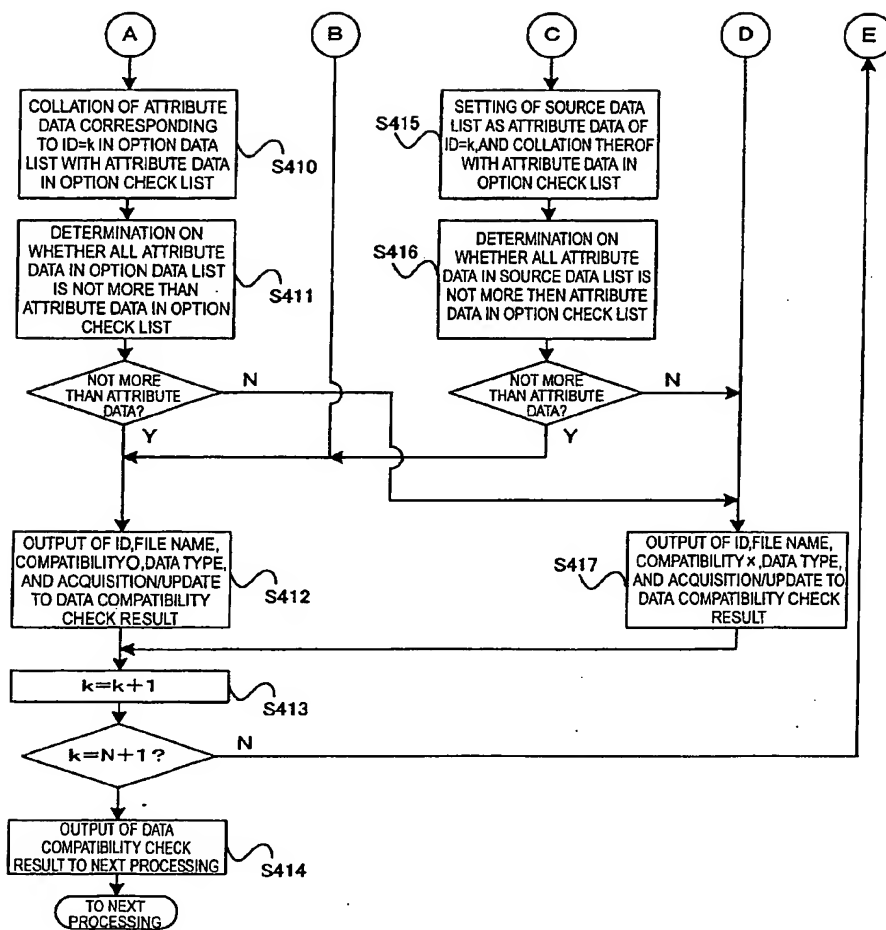 A
B
C
D
E
COLLATION OF ATTRIBUTE
DATA CORRESPONDING
TO ID=k IN OPTION DATA
LIST WITH ATTRIBUTE DATA
IN OPTION CHECK LIST
S410
DETERMINATION ON
WHETHER ALL ATTRIBUTE
DATA IN OPTION DATA LIST
IS NOT MORE THAN
ATTRIBUTE DATA IN OPTION
CHECK LIST
S411
NOT MORE
THAN ATTRIBUTE
DATA?
N
Y
S415
SETTING OF SOURCE DATA
LIST AS ATTRIBUTE DATA OF
ID=k,AND COLLATION THEROF
WITH ATTRIBUTE DATA IN
OPTION CHECK LIST
S416
DETERMINATION ON
WHETHER ALL ATTRIBUTE
DATA IN SOURCE DATA LIST IS
NOT MORE THEN ATTRIBUTE
DATA IN OPTION CHECK LIST
NOT MORE
THAN ATTRIBUTE
DATA?
N
Y
OUTPUT OF ID,FILE NAME,
COMPATIBILITY○,DATA TYPE,
AND ACQUISITION/UPDATE
TO DATA COMPATIBILITY
CHECK RESULT
S412
S417
OUTPUT OF ID,FILE NAME,
COMPATIBILITY×,DATA TYPE,
AND ACQUISITION/UPDATE TO
DATA COMPATIBILITY CHECK
RESULT
k=k+1
S413
k=N+1?
N
OUTPUT OF DATA
COMPATIBILITY CHECK
RESULT TO NEXT PROCESSING
S414
TO NEXT
PROCESSING